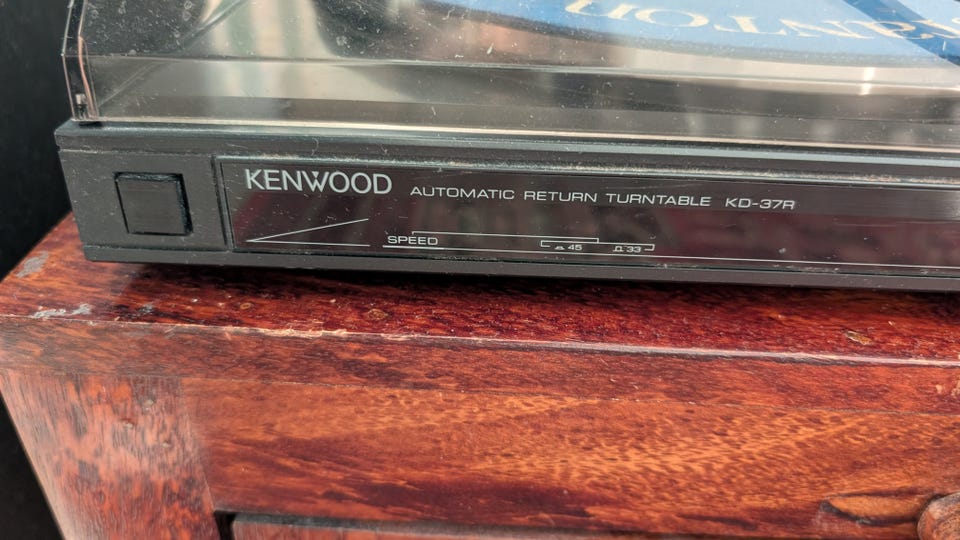 KENWOOD AUTOMATIC RETURN TURNTABLE KD-37R
SPEED 45 33